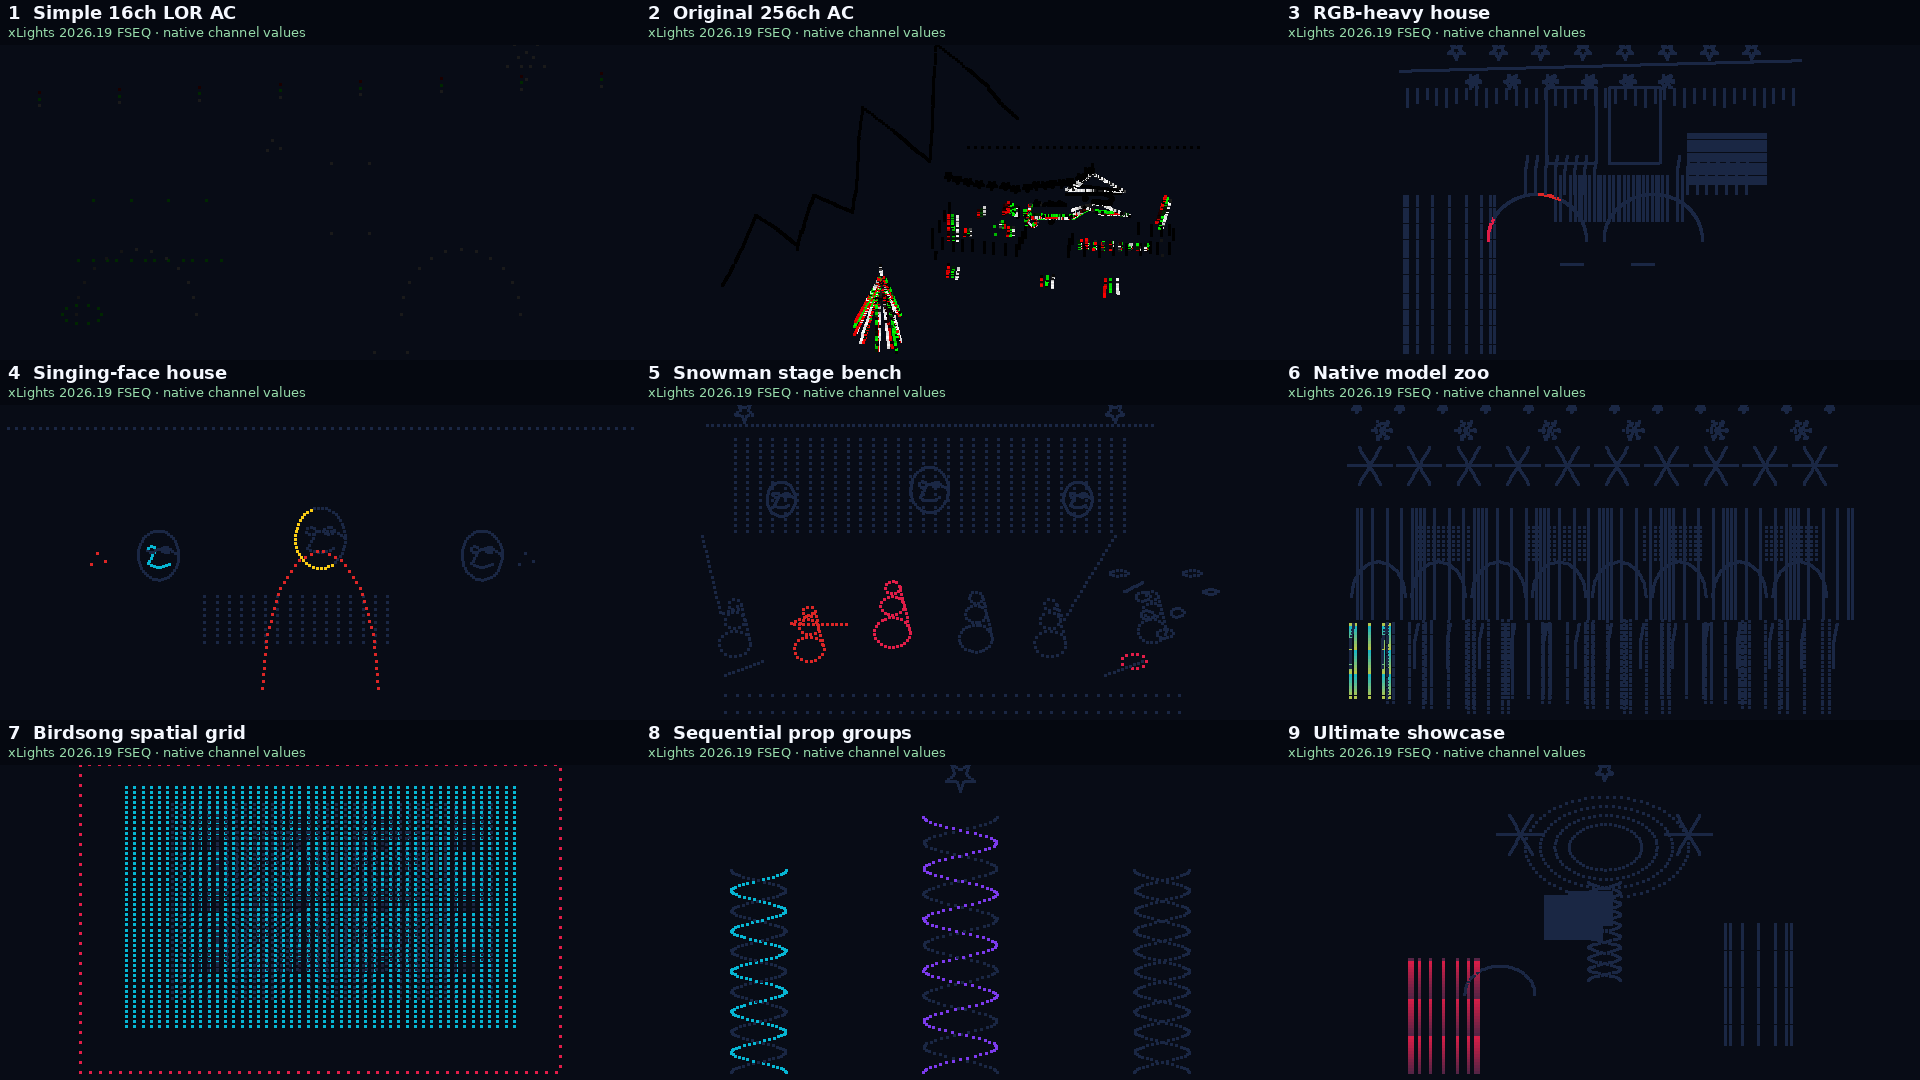 1  Simple 16ch LOR AC
xLights 2026.19 FSEQ · native channel values
2  Original 256ch AC
xLights 2026.19 FSEQ · native channel values
3  RGB-heavy house
xLights 2026.19 FSEQ · native channel values
4  Singing-face house
xLights 2026.19 FSEQ · native channel values
5  Snowman stage bench
xLights 2026.19 FSEQ · native channel values
6  Native model zoo
xLights 2026.19 FSEQ · native channel values
7  Birdsong spatial grid
xLights 2026.19 FSEQ · native channel values
8  Sequential prop groups
xLights 2026.19 FSEQ · native channel values
9  Ultimate showcase
xLights 2026.19 FSEQ · native channel values